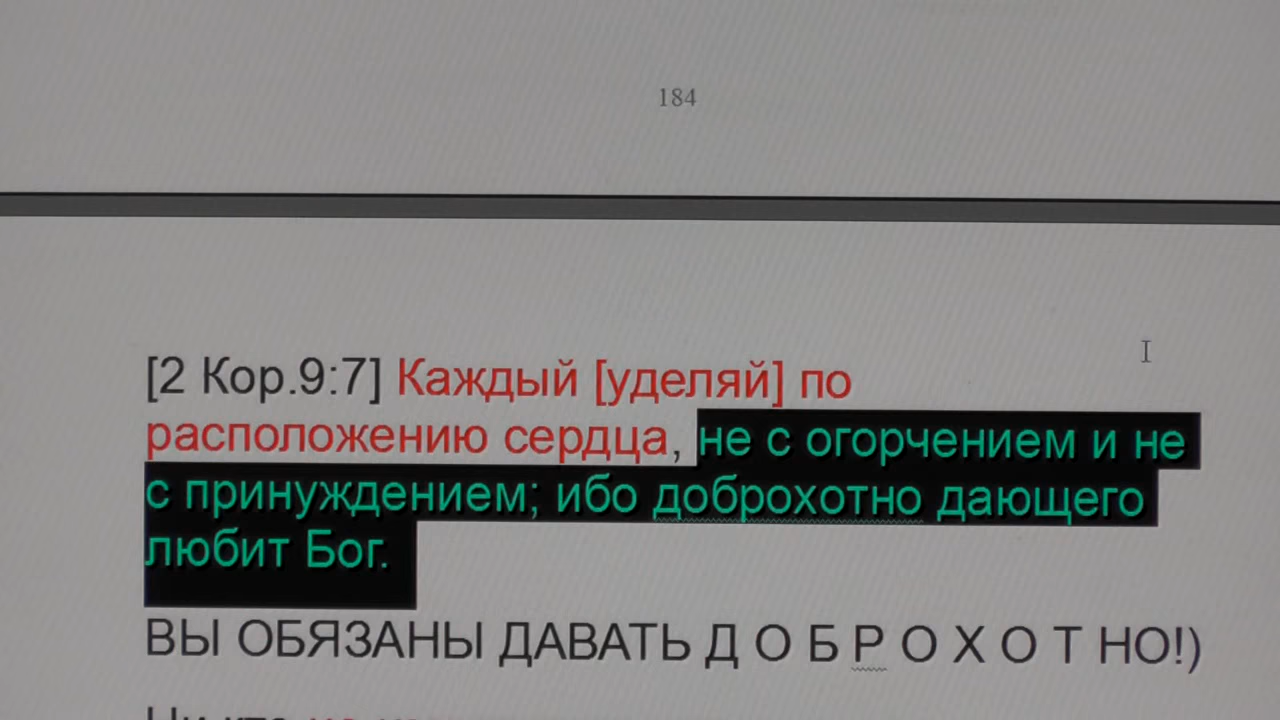 184
[2 Кор.9:7] Каждый [уделяй] по
расположению сердца, не с огорчением и не
с принуждением; ибо доброхотно дающего
любит Бог.
ВЫ ОБЯЗАНЫ ДАВАТЬ Д О Б Р О Х О Т НО!)